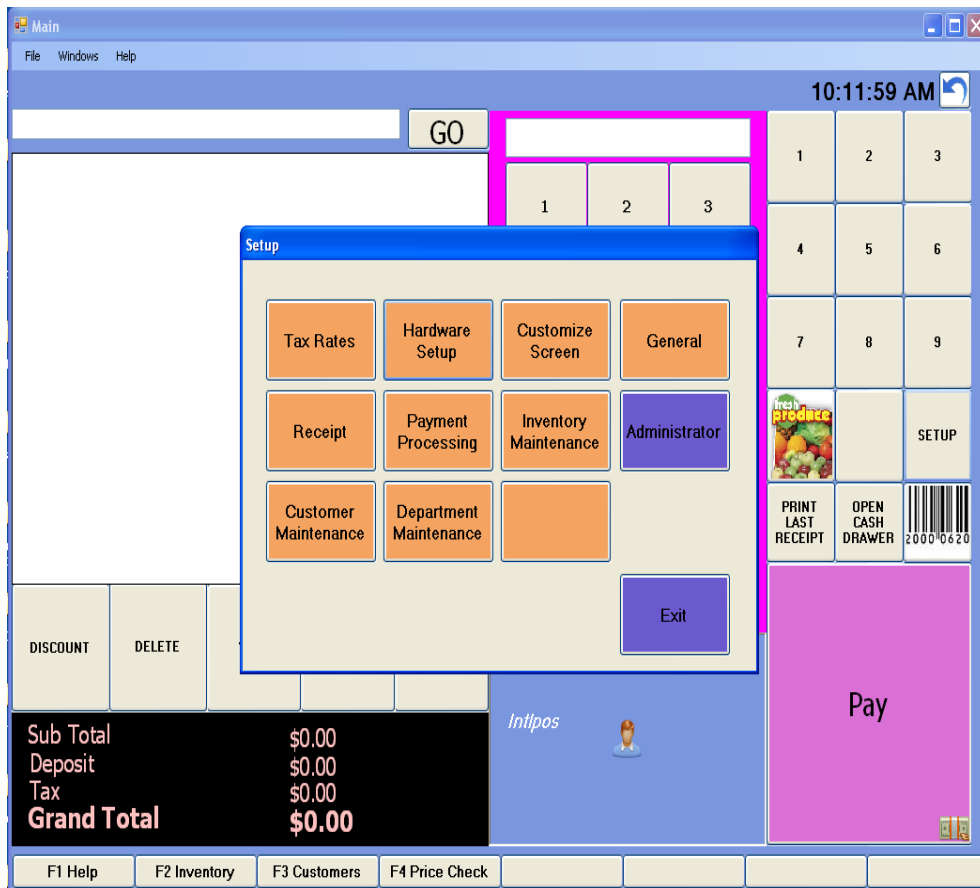 Main
File Windows Help
10:11:59 AM
GO
1 2 3
1 2 3
4 5 6
7 8 9
Setup
Tax Rates
Hardware
Setup
Customize
Screen
General
Receipt
Payment
Processing
Inventory
Maintenance
Administrator
Customer
Maintenance
Department
Maintenance
Exit
fresh
produce
SETUP
PRINT
LAST
RECEIPT
OPEN
CASH
DRAWER
2000 0620
DISCOUNT
DELETE
Pay
Intlpos
Sub Total $0.00
Deposit $0.00
Tax $0.00
Grand Total $0.00
F1 Help
F2 Inventory
F3 Customers
F4 Price Check